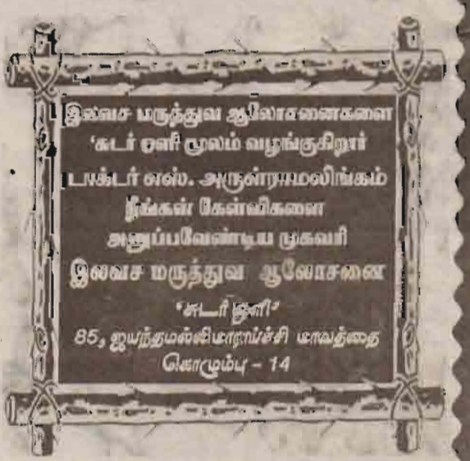 இலவச மருத்துவ ஆலோசனைகளை
‘சுடர் ஒளி மூலம் வழங்குகிறார்
டாக்டர் எஸ். அருள்ராமலிங்கம்
நீங்கள் கேள்விகளை
அனுப்பவேண்டிய முகவரி
இலவச மருத்துவ ஆலோசனை
‘சுடர் ஒளி’
85, ஜயந்தமல்லிமாராய்ச்சி மாவத்தை
கொழும்பு – 14